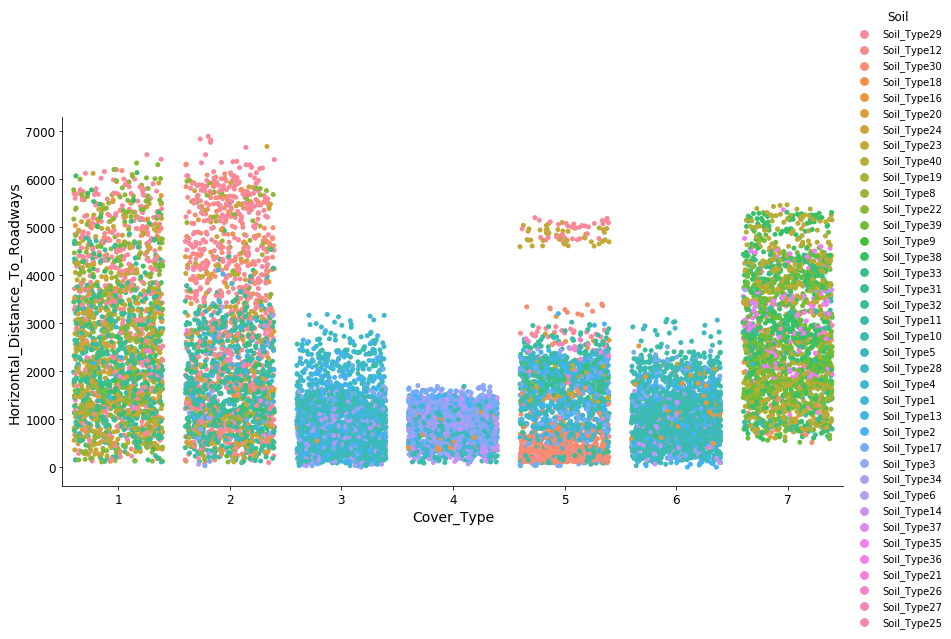 Soil
Soil_Type29
Soil_Type12
Soil_Type30
Soil_Type18
Soil_Type16
Soil_Type20
Soil_Type24
Soil_Type23
Soil_Type40
Soil_Type19
Soil_Type8
Soil_Type22
Soil_Type39
Soil_Type9
Soil_Type38
Soil_Type33
Soil_Type31
Soil_Type32
Soil_Type11
Soil_Type10
Soil_Type5
Soil_Type28
Soil_Type4
Soil_Type1
Soil_Type13
Soil_Type2
Soil_Type17
Soil_Type3
Soil_Type34
Soil_Type6
Soil_Type14
Soil_Type37
Soil_Type35
Soil_Type36
Soil_Type21
Soil_Type26
Soil_Type27
Soil_Type25
Horizontal_Distance_To_Roadways
7000
6000
5000
4000
3000
2000
1000
0
1 2 3 4 5 6 7
Cover_Type